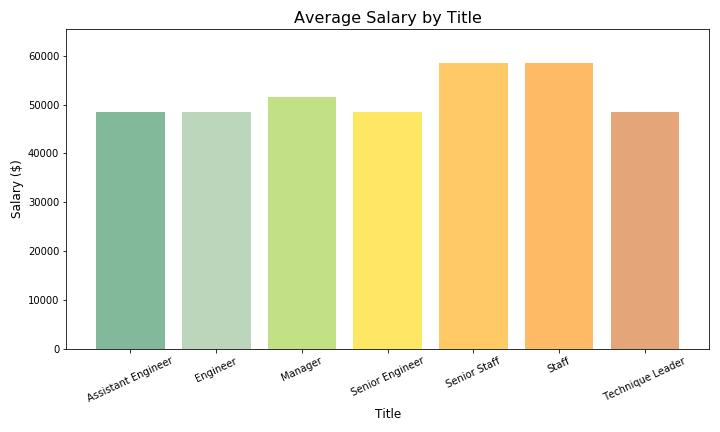 Average Salary by Title
Salary ($)
60000
50000
40000
30000
20000
10000
0
Assistant Engineer
Engineer
Manager
Senior Engineer
Senior Staff
Staff
Technique Leader
Title